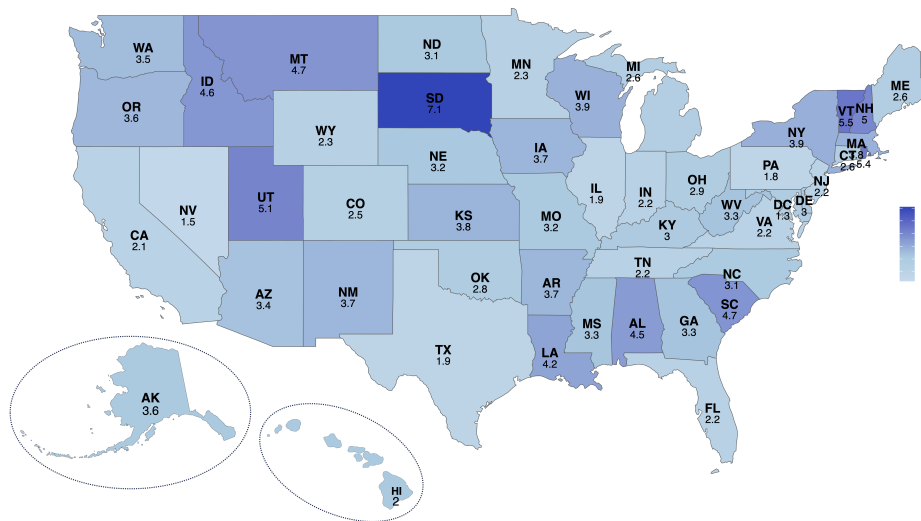 WA
3.5
MT
4.7
ND
3.1
MN
2.3
MI
2.6
ME
2.6
ID
4.6
SD
7.1
WI
3.9
VT
5.5
NH
5
OR
3.6
WY
2.3
NY
3.9
MA
CT
2.6
5.4
IA
3.7
NE
3.2
PA
1.8
NJ
2.2
OH
2.9
IL
1.9
IN
2.2
UT
5.1
CO
2.5
NV
1.5
KS
3.8
MO
3.2
WV
3.3
DC
1.3
DE
3
VA
2.2
KY
3
CA
2.1
TN
2.2
NC
3.1
OK
2.8
AR
3.7
AZ
3.4
NM
3.7
SC
4.7
MS
3.3
AL
4.5
GA
3.3
TX
1.9
LA
4.2
AK
3.6
FL
2.2
HI
2